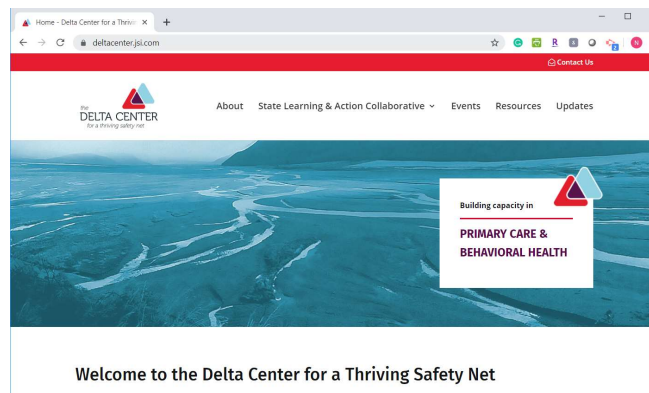 Home - Delta Center for a Thrivi
deltacenter.jsi.com
Contact Us
the
DELTA CENTER
for a thriving safety net
About State Learning & Action Collaborative Events Resources Updates
Building capacity in
PRIMARY CARE &
BEHAVIORAL HEALTH
Welcome to the Delta Center for a Thriving Safety Net